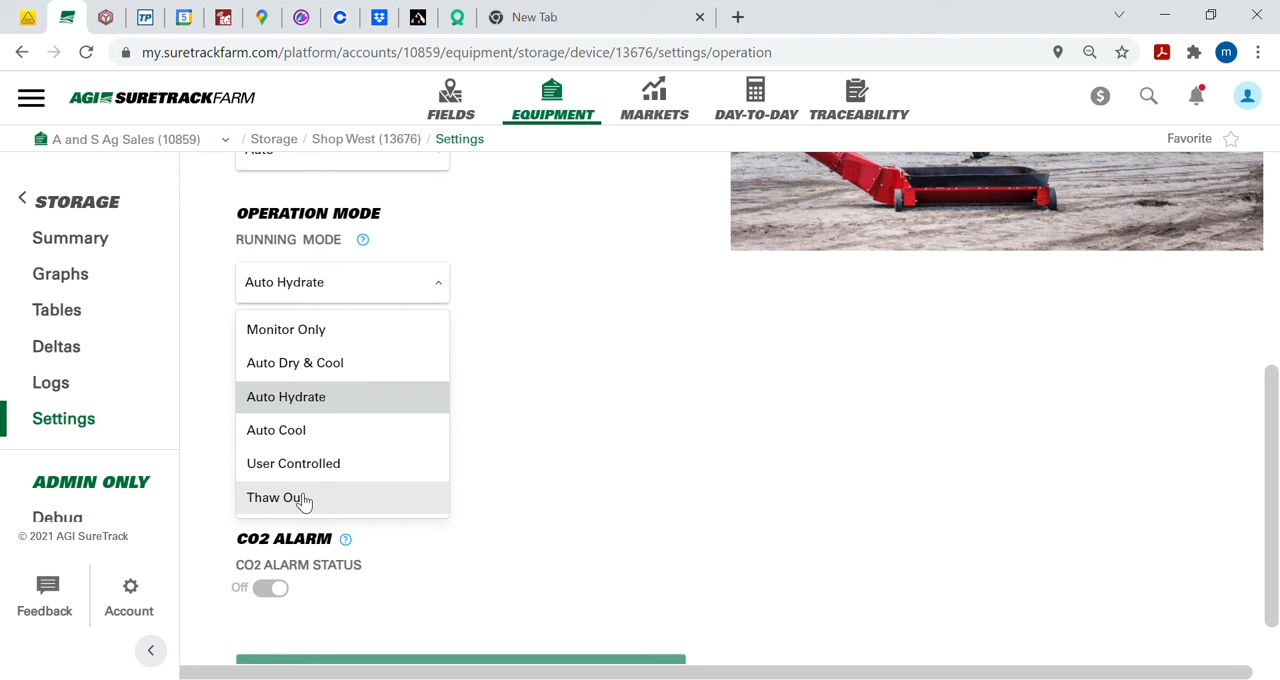 New Tab
my.suretrackfarm.com/platform/accounts/10859/equipment/storage/device/13676/settings/operation
AGI SURETRACKFARM
FIELDS
EQUIPMENT
MARKETS
DAY-TO-DAY
TRACEABILITY
A and S Ag Sales (10859) / Storage / Shop West (13676) / Settings
Favorite
STORAGE
Summary
Graphs
Tables
Deltas
Logs
Settings
ADMIN ONLY
Debug
© 2021 AGI SureTrack
Feedback
Account
Auto
OPERATION MODE
RUNNING MODE
Auto Hydrate
Monitor Only
Auto Dry & Cool
Auto Hydrate
Auto Cool
User Controlled
Thaw Out
CO2 ALARM
CO2 ALARM STATUS
Off